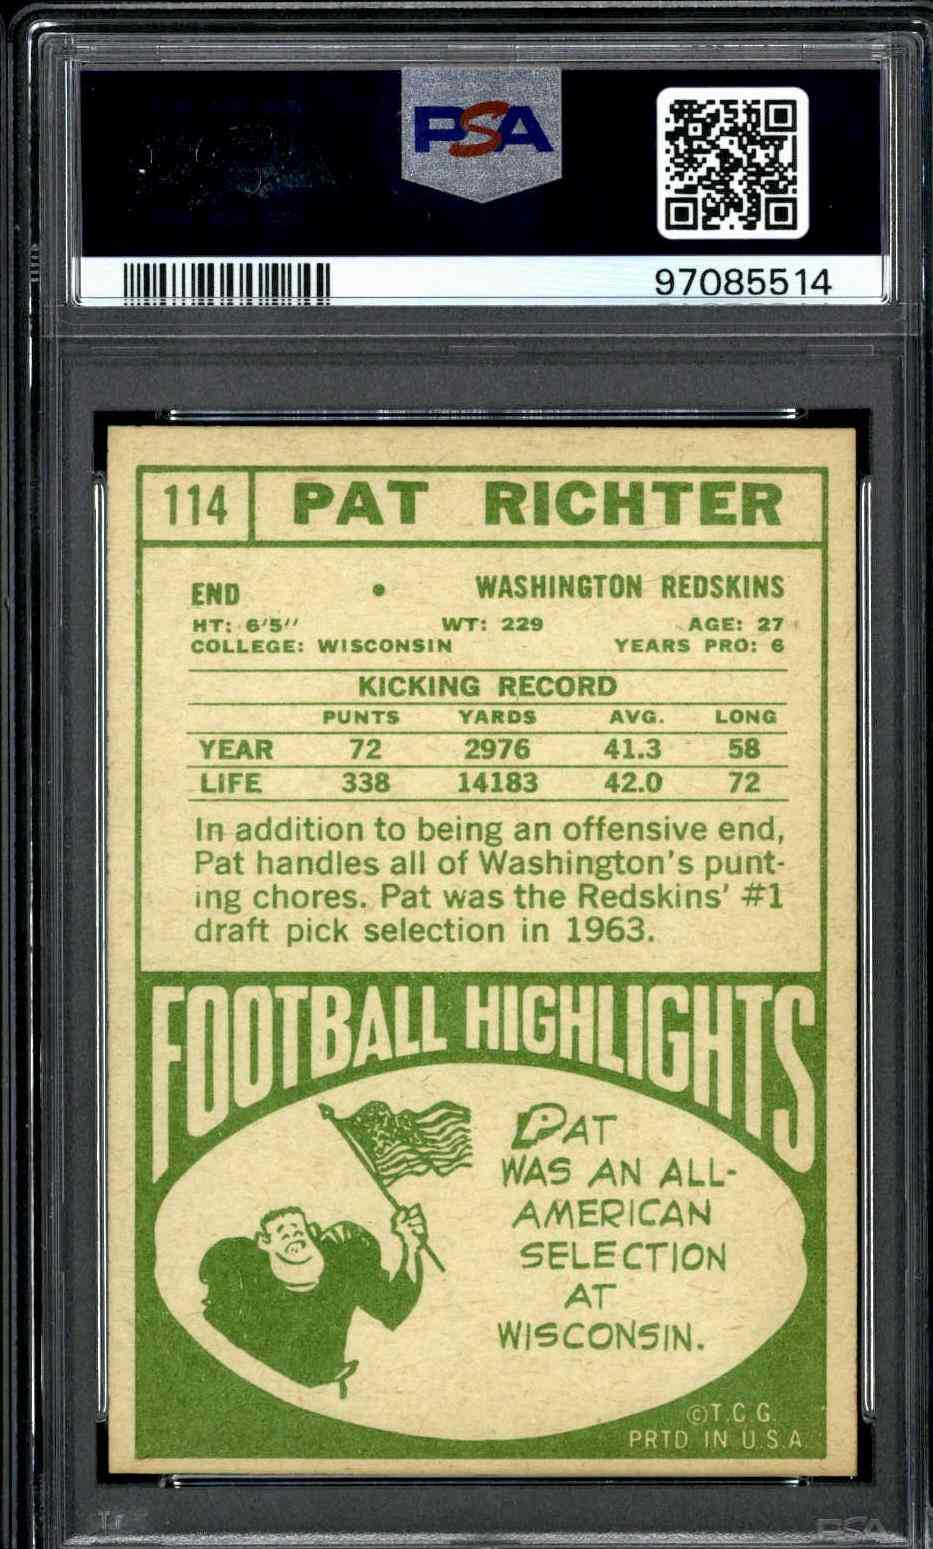 PSA
97085514
114 PAT RICHTER
END • WASHINGTON REDSKINS
HT: 6'5" WT: 229 AGE: 27
COLLEGE: WISCONSIN YEARS PRO: 6
KICKING RECORD
PUNTS YARDS AVG. LONG
YEAR 72 2976 41.3 58
LIFE 338 14183 42.0 72
In addition to being an offensive end,
Pat handles all of Washington's punt-
ing chores. Pat was the Redskins' #1
draft pick selection in 1963.
FOOTBALL HIGHLIGHTS
PAT
WAS AN ALL-
AMERICAN
SELECTION
AT
WISCONSIN.
©T.C.G.
PRTD IN U.S.A
PSA